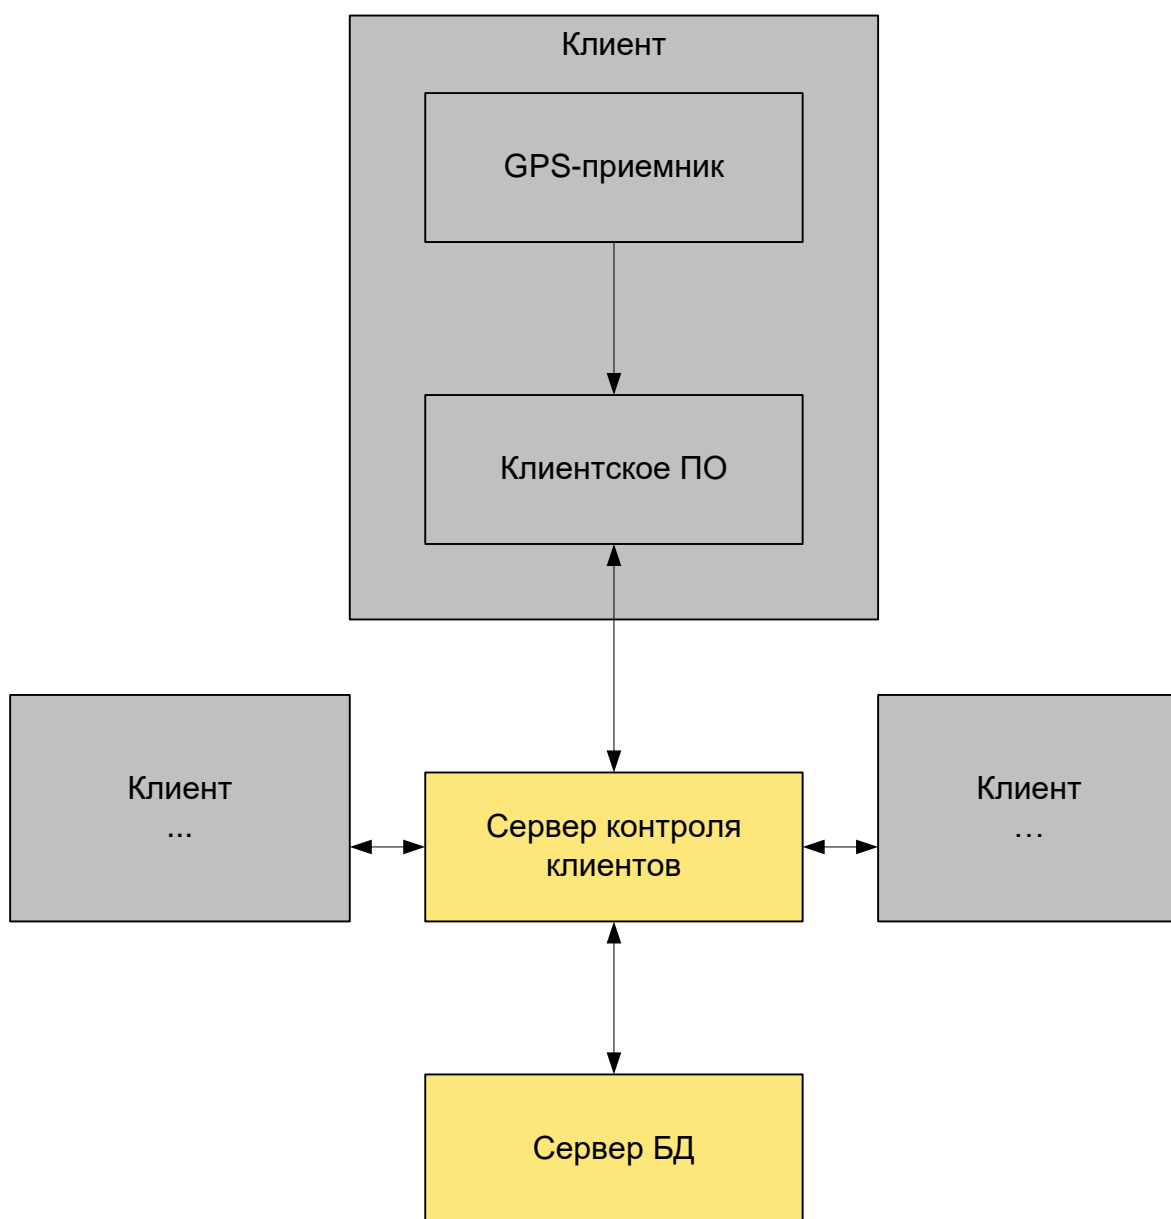 Клиент
GPS-приемник
Клиентское ПО
Клиент
...
Сервер контроля
клиентов
Клиент
…
Сервер БД